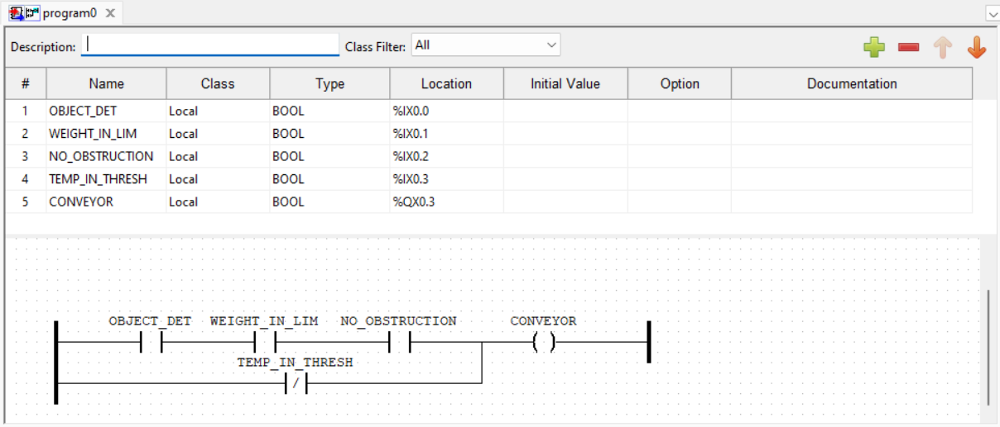 program0
Description: Class Filter: All
# Name Class Type Location Initial Value Option Documentation
1 OBJECT_DET Local BOOL %IX0.0
2 WEIGHT_IN_LIM Local BOOL %IX0.1
3 NO_OBSTRUCTION Local BOOL %IX0.2
4 TEMP_IN_THRESH Local BOOL %IX0.3
5 CONVEYOR Local BOOL %QX0.3
OBJECT_DET WEIGHT_IN_LIM NO_OBSTRUCTION CONVEYOR
TEMP_IN_THRESH